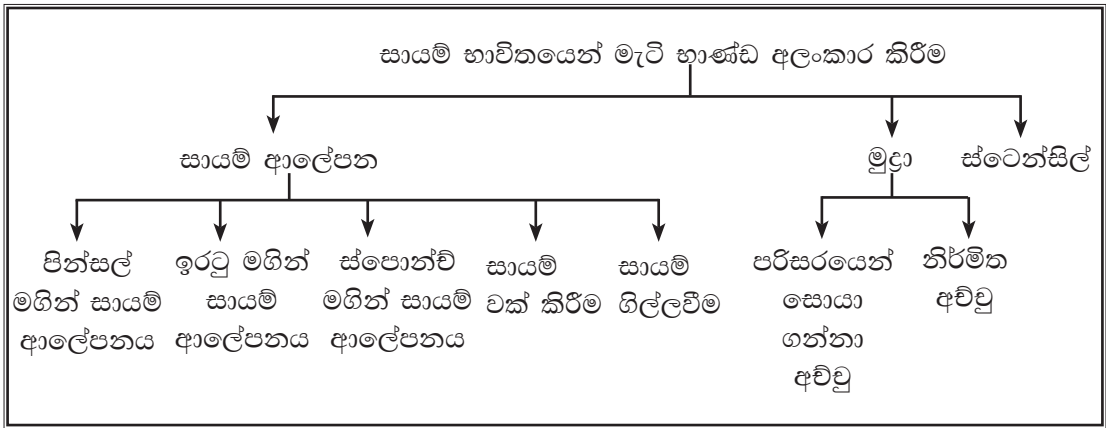 සායම් භාවිතයෙන් මැටි භාණ්ඩ අලංකාර කිරීම
සායම් ආලේපන
මුද්‍රා
ස්ටෙන්සිල්
පින්සල්
මගින් සායම්
ආලේපනය
ඉරටු මගින්
සායම්
ආලේපනය
ස්පොන්ච්
මගින් සායම්
ආලේපනය
සායම්
වක් කිරීම
සායම්
ගිල්ලවීම
පරිසරයෙන්
සොයා
ගන්නා
අච්චු
නිර්මිත
අච්චු